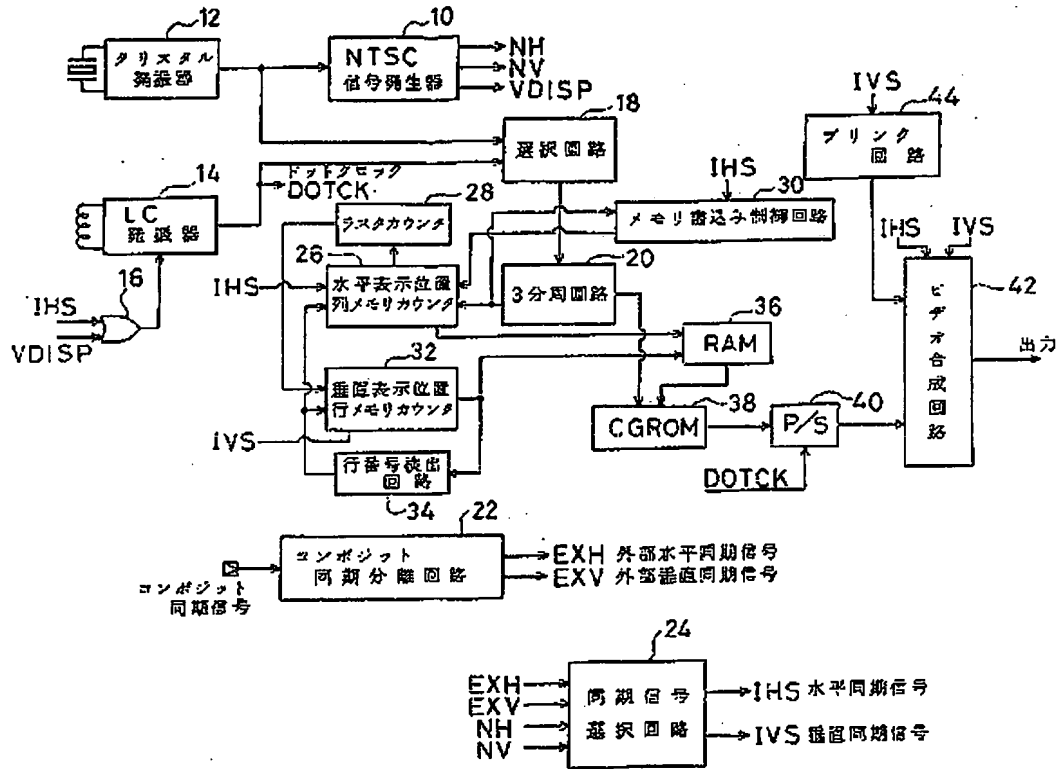 12
クリスタル
発振器
10
NTSC
信号発生器
NH
NV
VDISP
18
選択回路
IVS
44
ブリンク
回路
14
LC
発振器
ドットクロック
DOTCK
28
ラスタカウンタ
IHS
30
メモリ書込み制御回路
26
IHS
水平表示位置
列メモリカウンタ
20
3分周回路
IHS
IVS
42
ビデオ合成回路
出力
16
IHS
VDISP
36
RAM
32
垂直表示位置
行メモリカウンタ
IVS
38
CGROM
40
P/S
DOTCK
行番号検出
回路
34
22
コンポジット
同期分離回路
コンポジット
同期信号
EXH 外部水平同期信号
EXV 外部垂直同期信号
24
EXH
EXV
NH
NV
同期信号
選択回路
IHS 水平同期信号
IVS 垂直同期信号